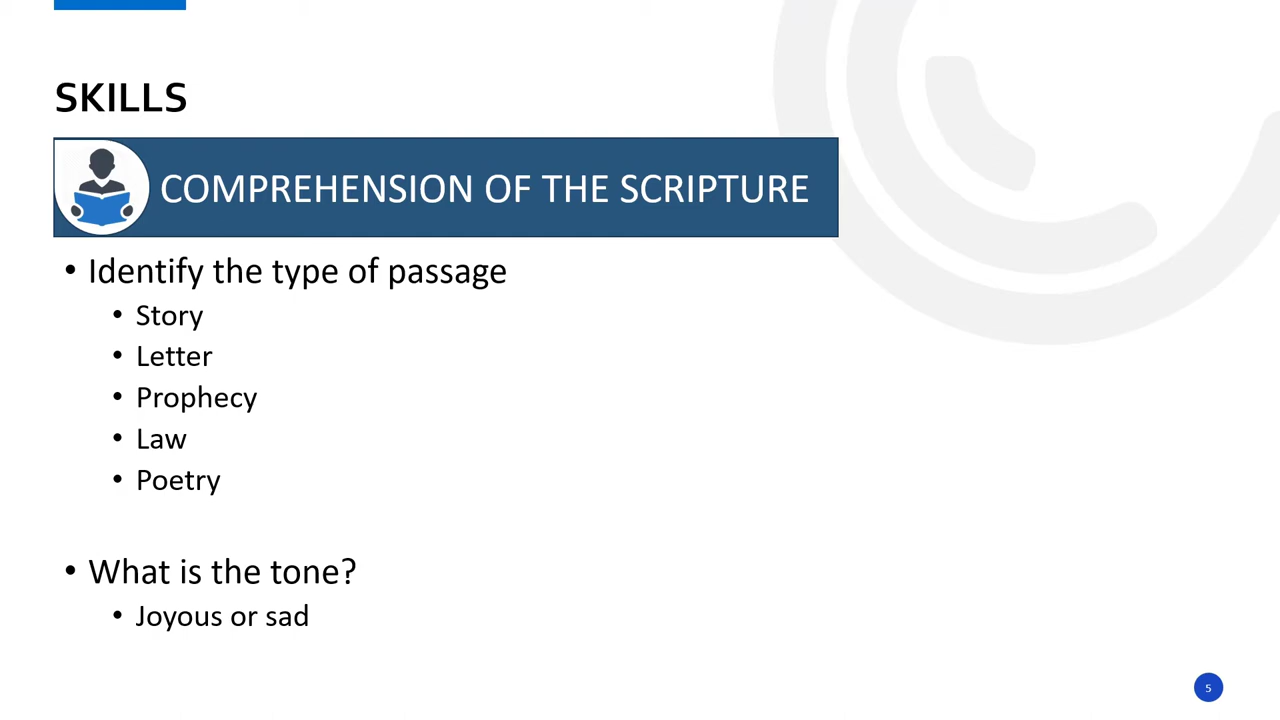 SKILLS
COMPREHENSION OF THE SCRIPTURE
• Identify the type of passage
• Story
• Letter
• Prophecy
• Law
• Poetry
• What is the tone?
• Joyous or sad
5